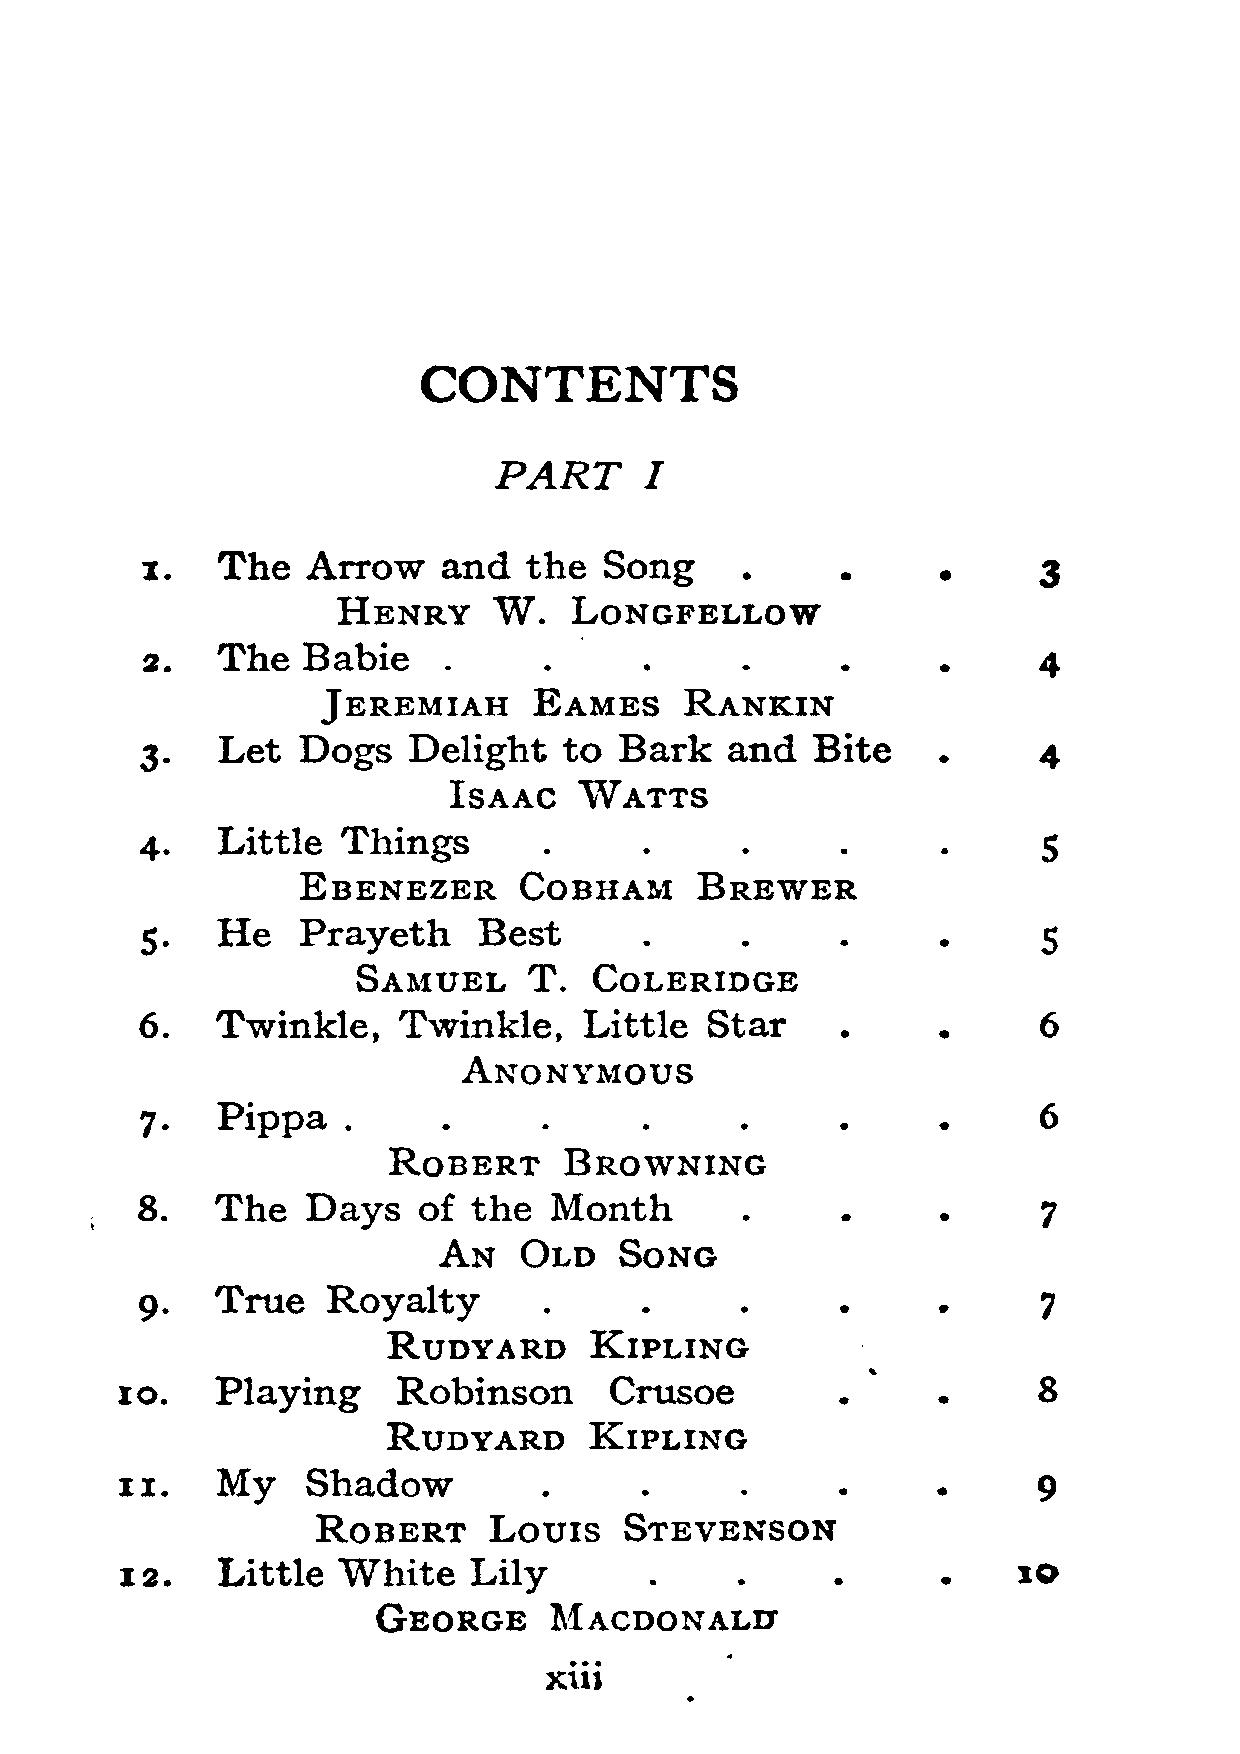 CONTENTS
PART I
1. The Arrow and the Song . . . 3
HENRY W. LONGFELLOW
2. The Babie . . . . . . 4
JEREMIAH EAMES RANKIN
3. Let Dogs Delight to Bark and Bite . 4
ISAAC WATTS
4. Little Things . . . . . 5
EBENEZER COBHAM BREWER
5. He Prayeth Best . . . . 5
SAMUEL T. COLERIDGE
6. Twinkle, Twinkle, Little Star . . 6
ANONYMOUS
7. Pippa . . . . . . . 6
ROBERT BROWNING
8. The Days of the Month . . . 7
AN OLD SONG
9. True Royalty . . . . . 7
RUDYARD KIPLING
10. Playing Robinson Crusoe . . 8
RUDYARD KIPLING
11. My Shadow . . . . . 9
ROBERT LOUIS STEVENSON
12. Little White Lily . . . . 10
GEORGE MACDONALD
xiii